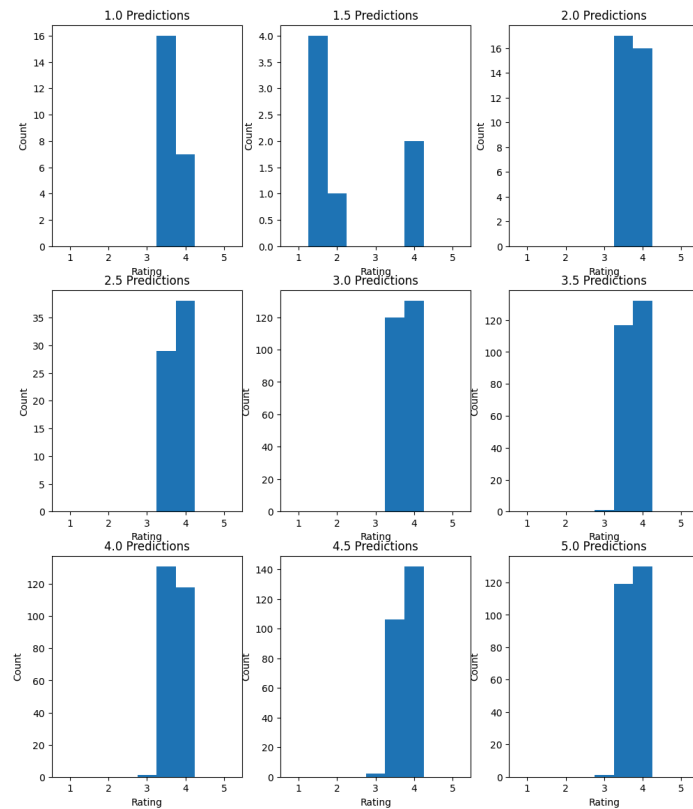 1.0 Predictions
16
14
12
10
8
6
4
2
0
Count
1 2 3 4 5
Rating
1.5 Predictions
4.0
3.5
3.0
2.5
2.0
1.5
1.0
0.5
0.0
Count
1 2 3 4 5
Rating
2.0 Predictions
16
14
12
10
8
6
4
2
0
Count
1 2 3 4 5
Rating
2.5 Predictions
35
30
25
20
15
10
5
0
Count
1 2 3 4 5
Rating
3.0 Predictions
120
100
80
60
40
20
0
Count
1 2 3 4 5
Rating
3.5 Predictions
120
100
80
60
40
20
0
Count
1 2 3 4 5
Rating
4.0 Predictions
120
100
80
60
40
20
0
Count
1 2 3 4 5
Rating
4.5 Predictions
140
120
100
80
60
40
20
0
Count
1 2 3 4 5
Rating
5.0 Predictions
120
100
80
60
40
20
0
Count
1 2 3 4 5
Rating